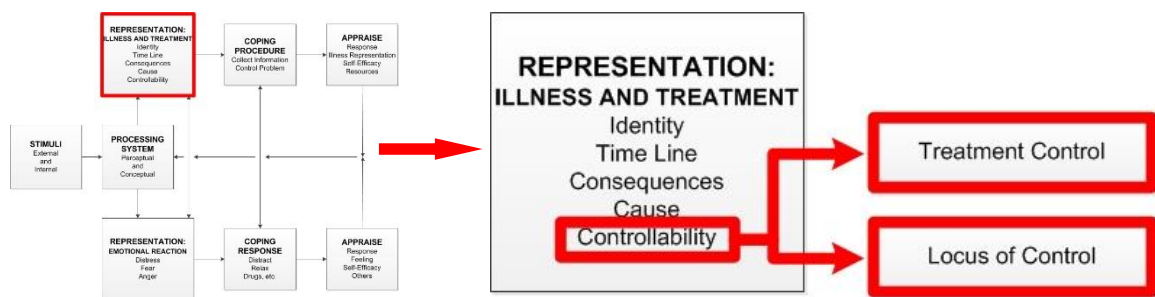 REPRESENTATION:
ILLNESS AND TREATMENT
Identity
Time Line
Consequences
Cause
Controllability
COPING
PROCEDURE
Collect Information
Control Problem
APPRAISE
Response
Illness Representation
Self-Efficacy
Resources
STIMULI
External
and
Internal
PROCESSING
SYSTEM
Perceptual
and
Conceptual
REPRESENTATION:
EMOTIONAL REACTION
Distress
Fear
Anger
COPING
RESPONSE
Distract
Relax
Drugs, etc
APPRAISE
Response
Feeling
Self-Efficacy
Others
REPRESENTATION:
ILLNESS AND TREATMENT
Identity
Time Line
Consequences
Cause
Controllability
Treatment Control
Locus of Control